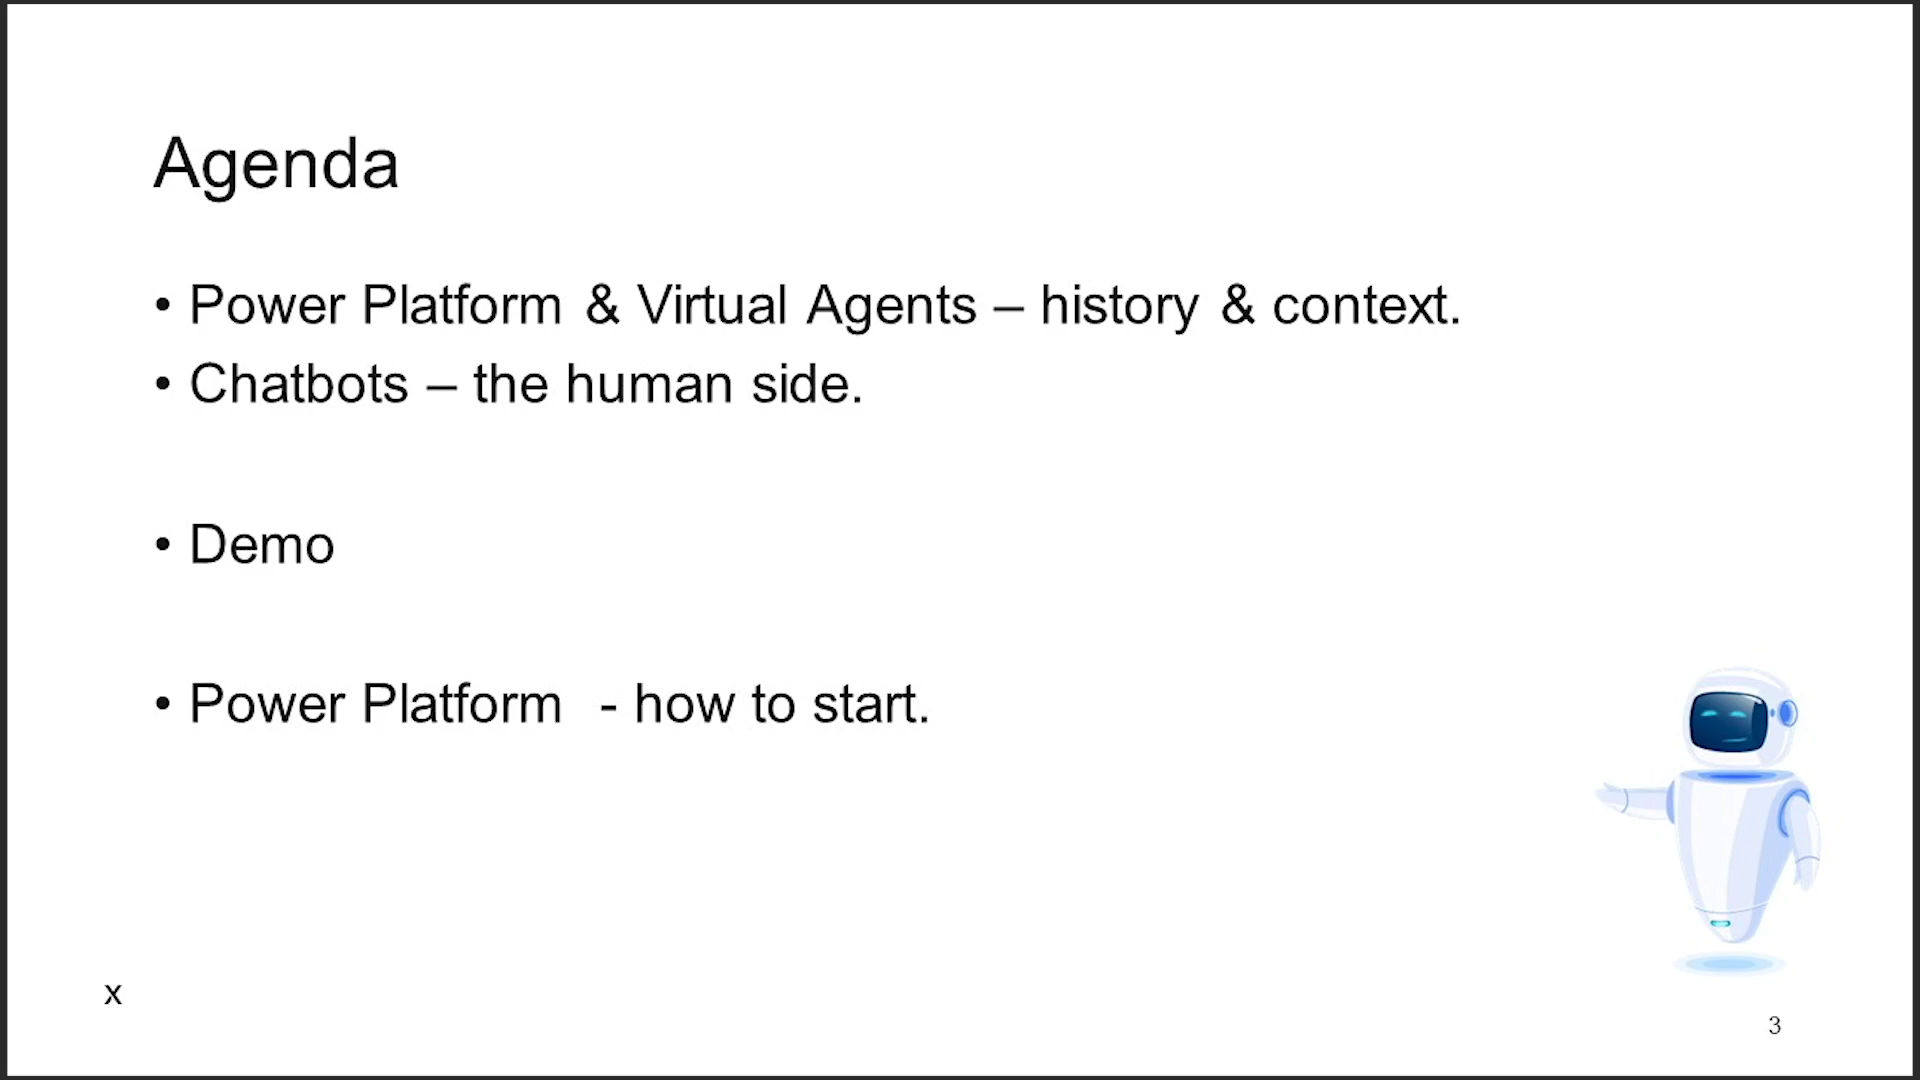 Agenda
• Power Platform & Virtual Agents – history & context.
• Chatbots – the human side.
• Demo
• Power Platform  - how to start.
x
3